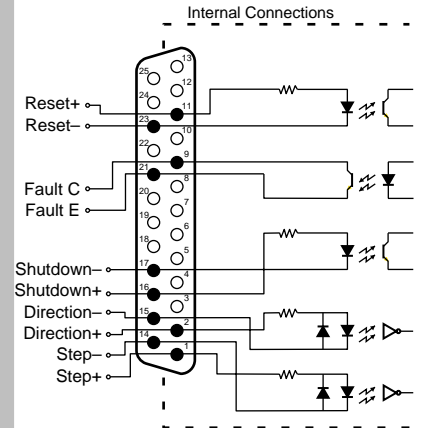 Internal Connections
13
25
12
24
11
Reset+
23
Reset–
10
22
9
21
Fault C
8
20
Fault E
7
19
6
18
5
17
Shutdown–
4
16
Shutdown+
3
15
Direction–
2
Direction+
14
Step–
1
Step+